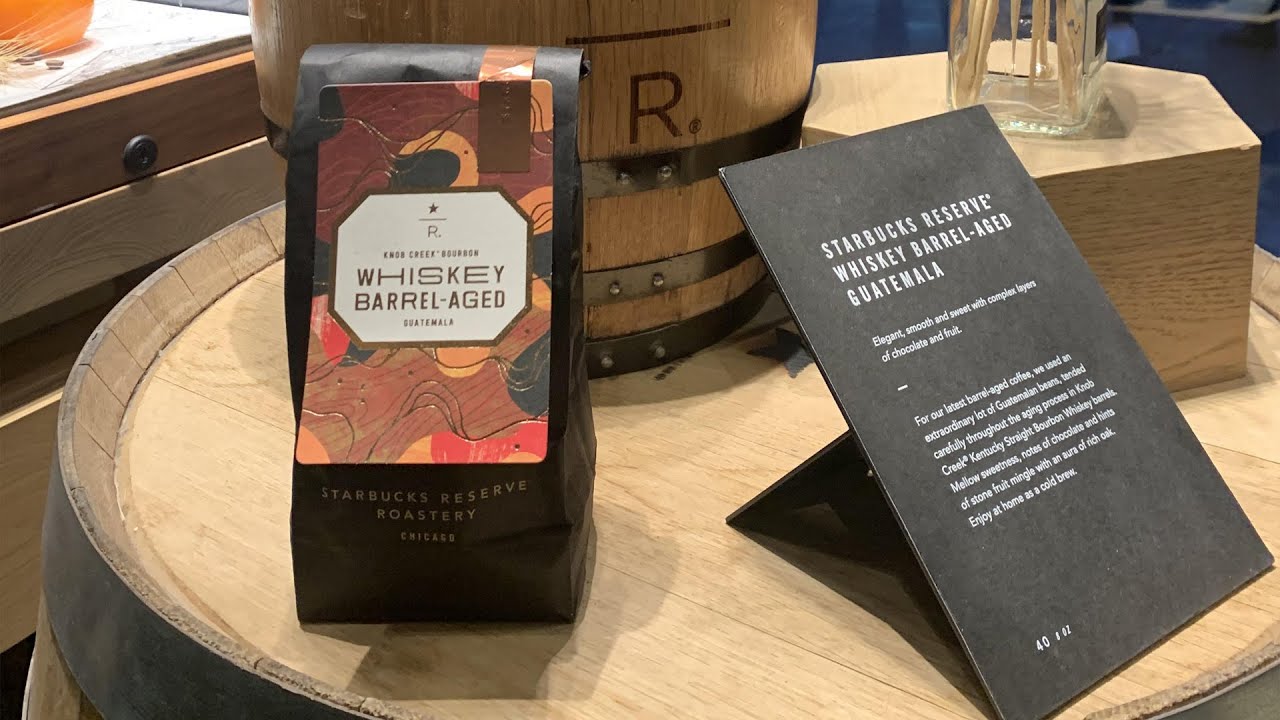 R.®
R.
KNOB CREEK® BOURBON
WHISKEY
BARREL-AGED
GUATEMALA
STARBUCKS RESERVE
ROASTERY
CHICAGO
STARBUCKS RESERVE®
WHISKEY BARREL-AGED
GUATEMALA
Elegant, smooth and sweet with complex layers
of chocolate and fruit.
For our latest barrel-aged coffee, we used an
extraordinary lot of Guatemalan beans, tended
carefully throughout the aging process in Knob
Creek® Kentucky Straight Bourbon Whiskey barrels.
Mellow sweetness, notes of chocolate and hints
of stone fruit mingle with an aura of rich oak.
Enjoy at home as a cold brew.
40 8 OZ